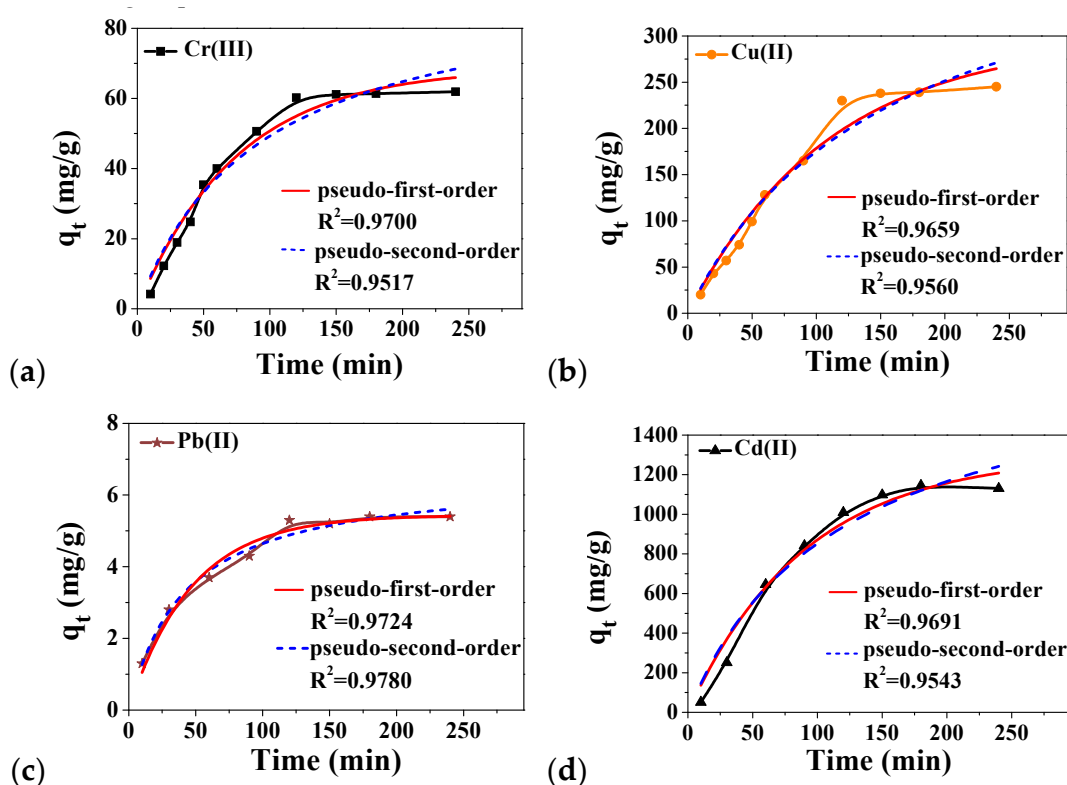 Cr(III)
80
60
40
20
0
q_t (mg/g)
pseudo-first-order
R²=0.9700
pseudo-second-order
R²=0.9517
0 50 100 150 200 250
Time (min)
(a)
Cu(II)
300
250
200
150
100
50
0
q_t (mg/g)
pseudo-first-order
R²=0.9659
pseudo-second-order
R²=0.9560
0 50 100 150 200 250
Time (min)
(b)
Pb(II)
8
6
4
2
0
q_t (mg/g)
pseudo-first-order
R²=0.9724
pseudo-second-order
R²=0.9780
0 50 100 150 200 250
Time (min)
(c)
Cd(II)
1400
1200
1000
800
600
400
200
0
q_t (mg/g)
pseudo-first-order
R²=0.9691
pseudo-second-order
R²=0.9543
0 50 100 150 200 250
Time (min)
(d)